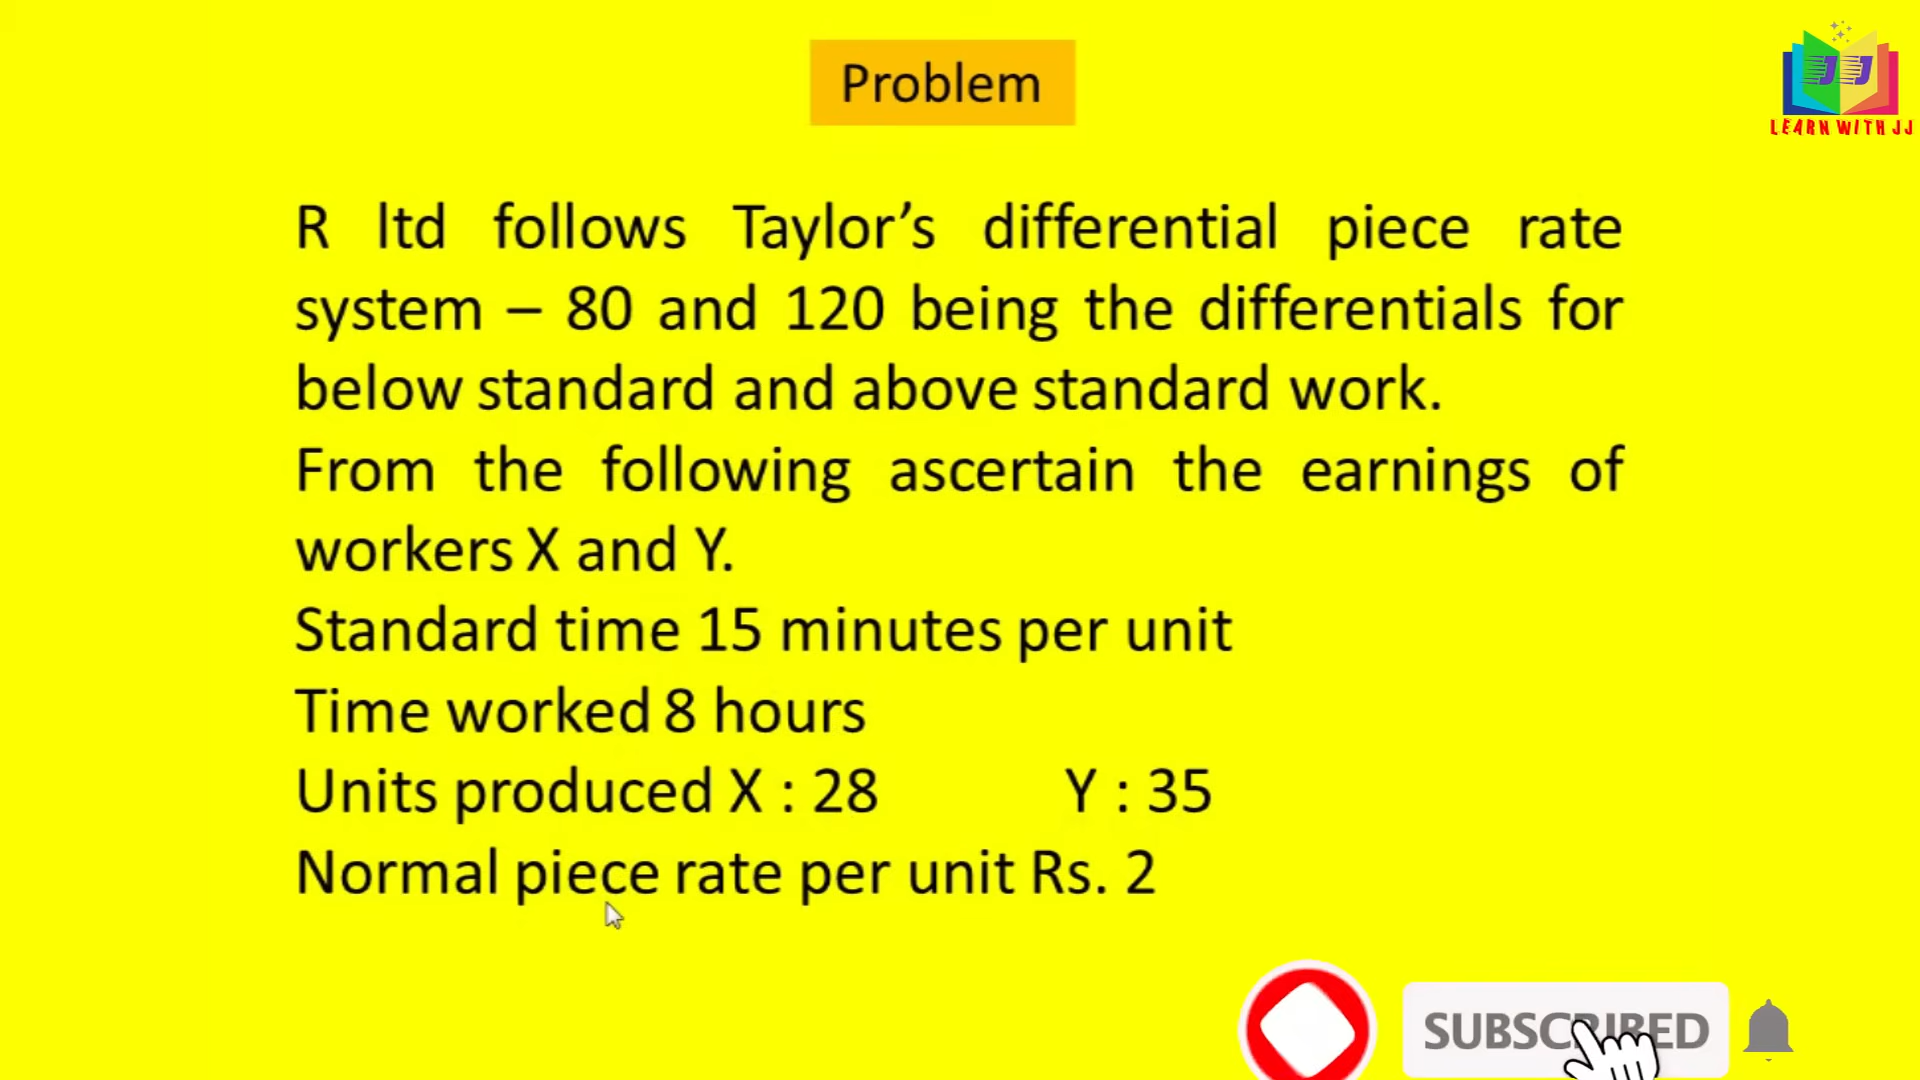 Problem
LEARN WITH JJ
R ltd follows Taylor’s differential piece rate
system – 80 and 120 being the differentials for
below standard and above standard work.
From the following ascertain the earnings of
workers X and Y.
Standard time 15 minutes per unit
Time worked 8 hours
Units produced X : 28 Y : 35
Normal piece rate per unit Rs. 2
SUBSCRIBED